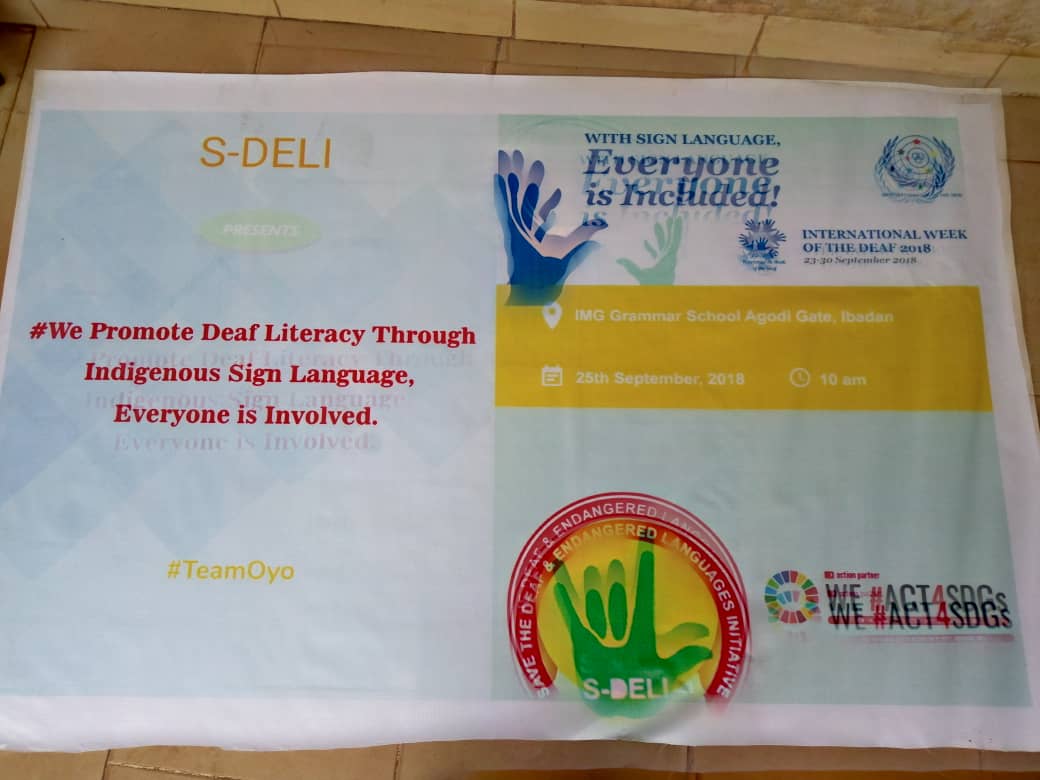 S-DELI
PRESENTS
#We Promote Deaf Literacy Through
Indigenous Sign Language,
Everyone is Involved.
#TeamOyo
WITH SIGN LANGUAGE,
Everyone
is Included!
INTERNATIONAL WEEK
OF THE DEAF 2018
23-30 September 2018
IMG Grammar School Agodi Gate, Ibadan
25th September, 2018
10 am
SAVE THE DEAF & ENDANGERED LANGUAGES INITIATIVE
S-DELI
action partner
WE #ACT4SDGs